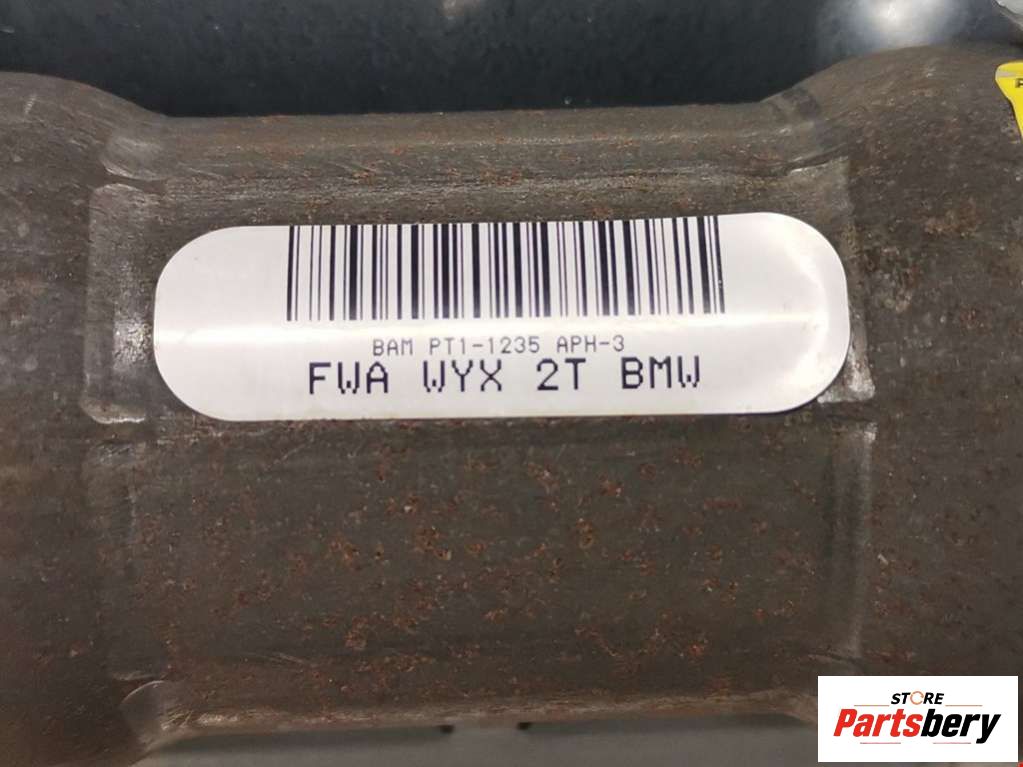 BAM PT1-1235 APH-3
FWA WYX 2T BMW
STORE
Partsbery